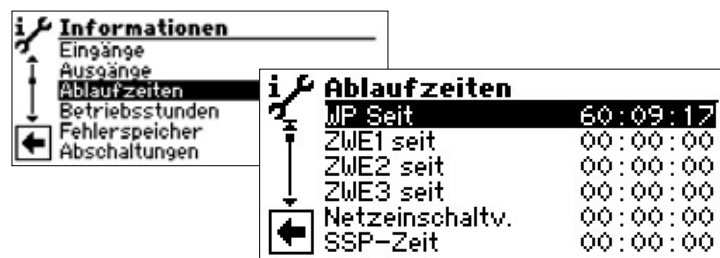 Informationen
Eingänge
Ausgänge
Ablaufzeiten
Betriebsstunden
Fehlerspeicher
Abschaltungen
Ablaufzeiten
WP Seit 60:09:17
ZWE1 seit 00:00:00
ZWE2 seit 00:00:00
ZWE3 seit 00:00:00
Netzeinschaltv. 00:00:00
SSP-Zeit 00:00:00